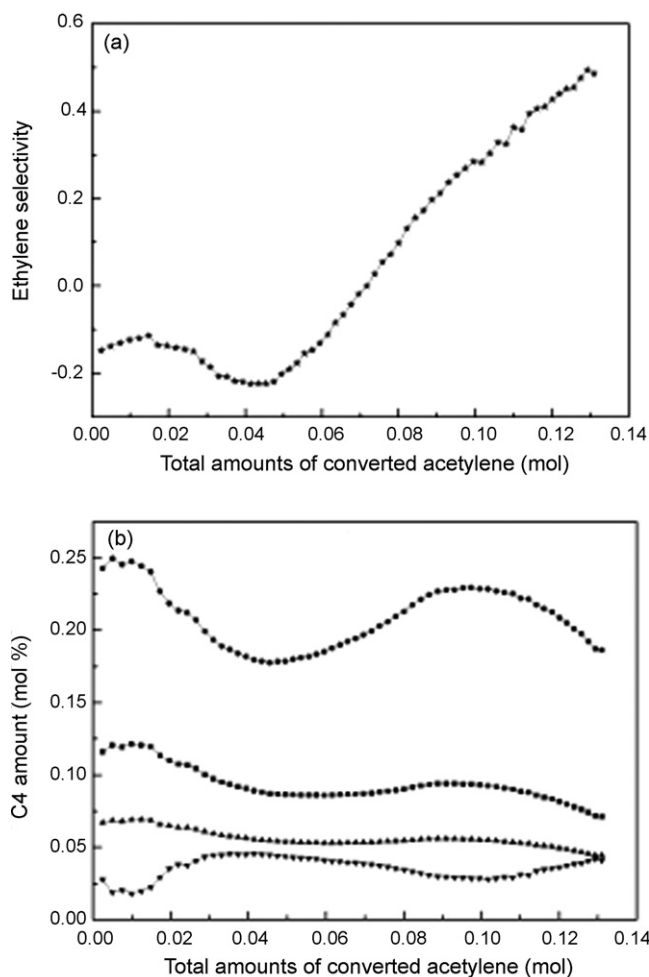 (a)
0.6
0.4
0.2
0.0
-0.2
Ethylene selectivity
0.00 0.02 0.04 0.06 0.08 0.10 0.12 0.14
Total amounts of converted acetylene (mol)
(b)
0.25
0.20
0.15
0.10
0.05
0.00
C4 amount (mol %)
0.00 0.02 0.04 0.06 0.08 0.10 0.12 0.14
Total amounts of converted acetylene (mol)